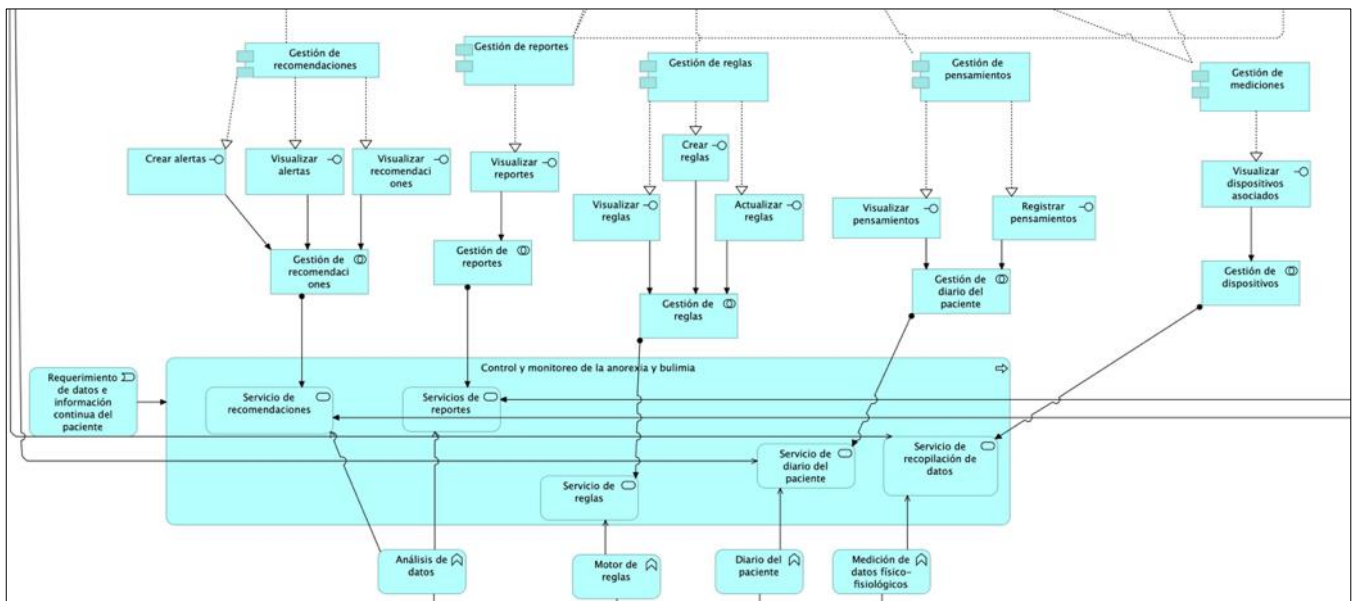 Gestión de
recomendaciones
Gestión de reportes
Gestión de reglas
Gestión de
pensamientos
Gestión de
mediciones
Crear alertas
Visualizar
alertas
Visualizar
recomendaci
ones
Visualizar
reportes
Crear
reglas
Visualizar
reglas
Actualizar
reglas
Visualizar
pensamientos
Registrar
pensamientos
Visualizar
dispositivos
asociados
Gestión de
recomendaci
ones
Gestión de
reportes
Gestión de
reglas
Gestión de
diario del
paciente
Gestión de
dispositivos
Requerimiento
de datos e
información
continua del
paciente
Control y monitoreo de la anorexia y bulimia
Servicio de
recomendaciones
Servicios de
reportes
Servicio de
reglas
Servicio de
diario del
paciente
Servicio de
recopilación de
datos
Análisis de
datos
Motor de
reglas
Diario del
paciente
Medición de
datos físico-
fisiológicos